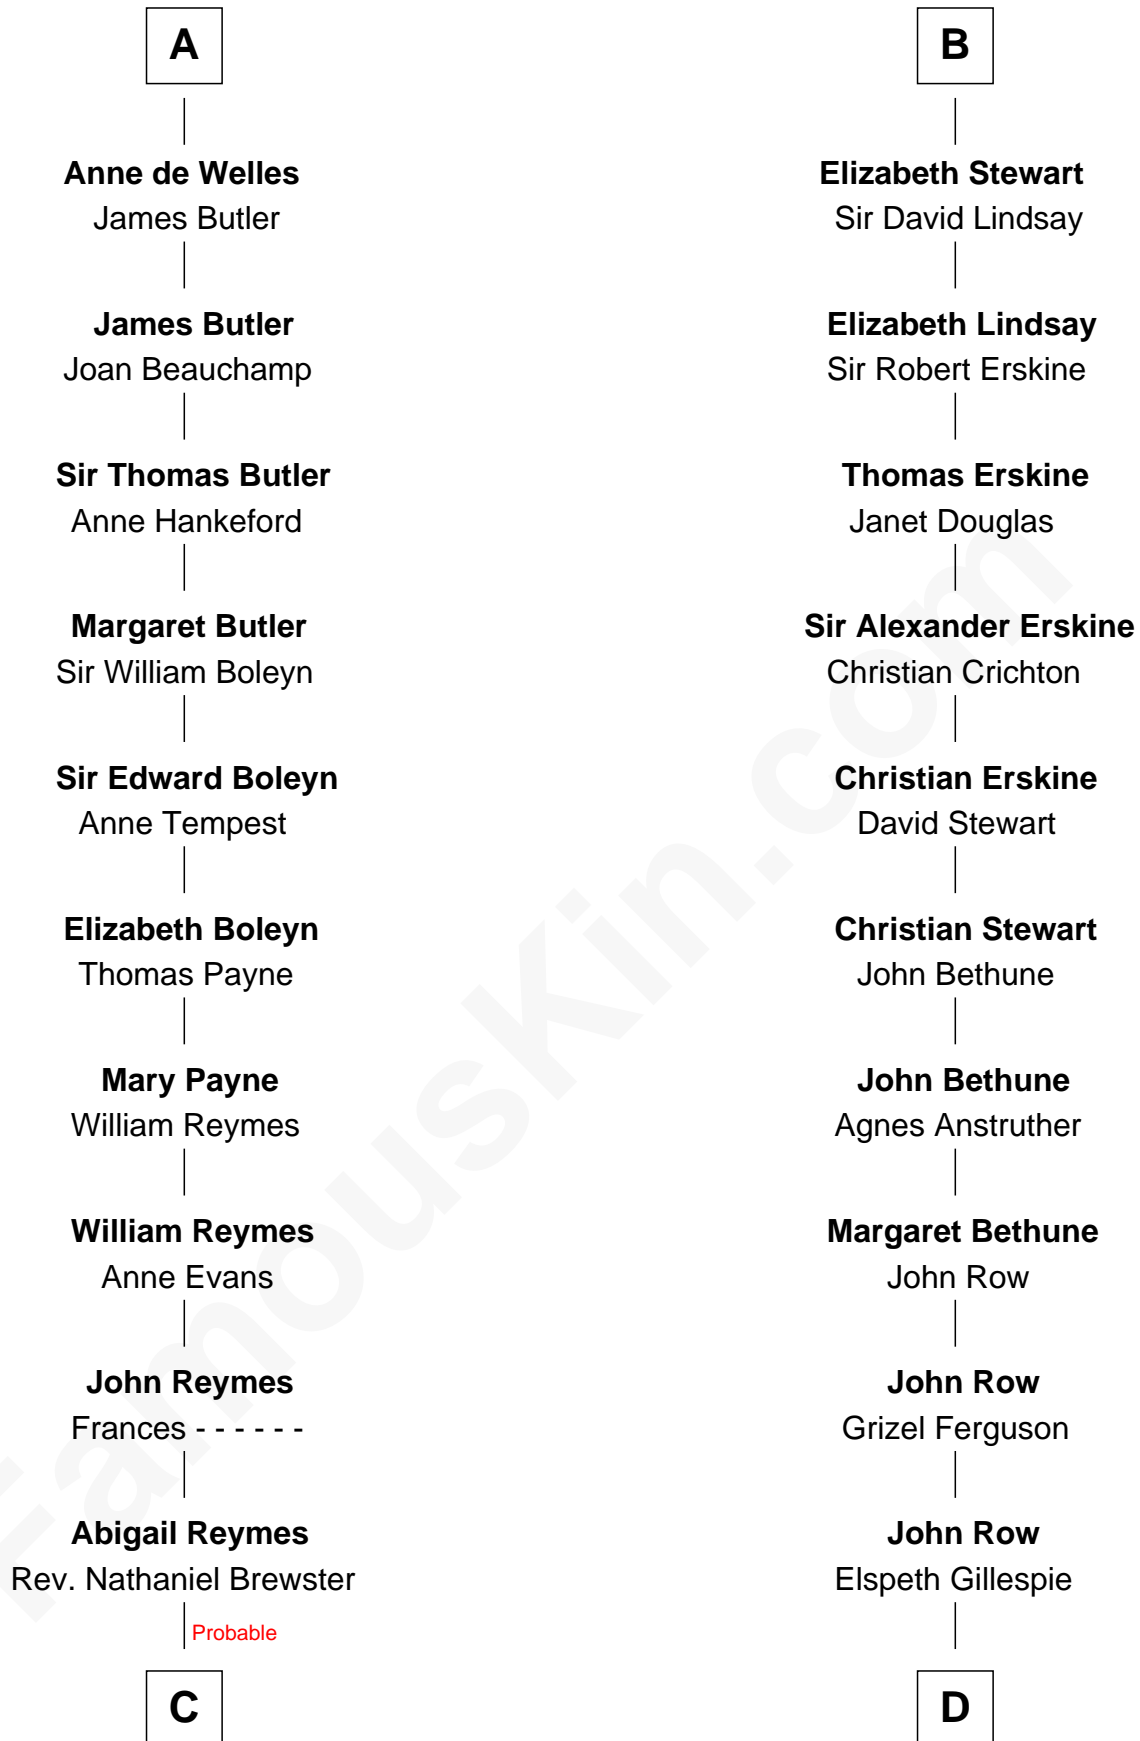 A
Anne de Welles
James Butler
James Butler
Joan Beauchamp
Sir Thomas Butler
Anne Hankeford
Margaret Butler
Sir William Boleyn
Sir Edward Boleyn
Anne Tempest
Elizabeth Boleyn
Thomas Payne
Mary Payne
William Reymes
William Reymes
Anne Evans
John Reymes
Frances - - - - - -
Abigail Reymes
Rev. Nathaniel Brewster
Probable
C
B
Elizabeth Stewart
Sir David Lindsay
Elizabeth Lindsay
Sir Robert Erskine
Thomas Erskine
Janet Douglas
Sir Alexander Erskine
Christian Crichton
Christian Erskine
David Stewart
Christian Stewart
John Bethune
John Bethune
Agnes Anstruther
Margaret Bethune
John Row
John Row
Grizel Ferguson
John Row
Elspeth Gillespie
D
FamousKin.com